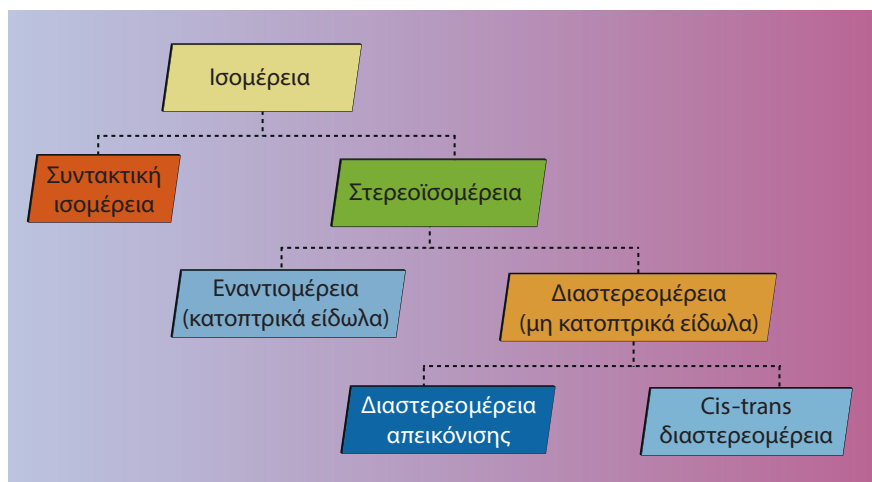 Ισομέρεια
Συντακτική
ισομέρεια
Στερεοϊσομέρεια
Εναντιομέρεια
(κατοπτρικά είδωλα)
Διαστερεομέρεια
(μη κατοπτρικά είδωλα)
Διαστερεομέρεια
απεικόνισης
Cis-trans
διαστερεομέρεια